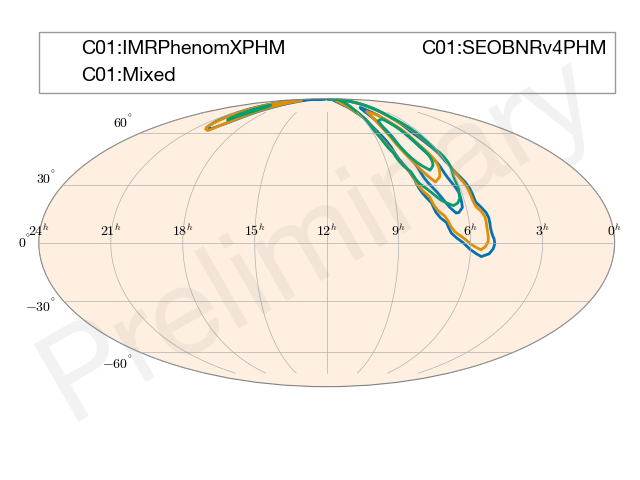 C01:IMRPhenomXPHM C01:SEOBNRv4PHM
C01:Mixed
60°
30°
0° 24h 21h 18h 15h 12h 9h 6h 3h 0h
−30°
−60°
Preliminary